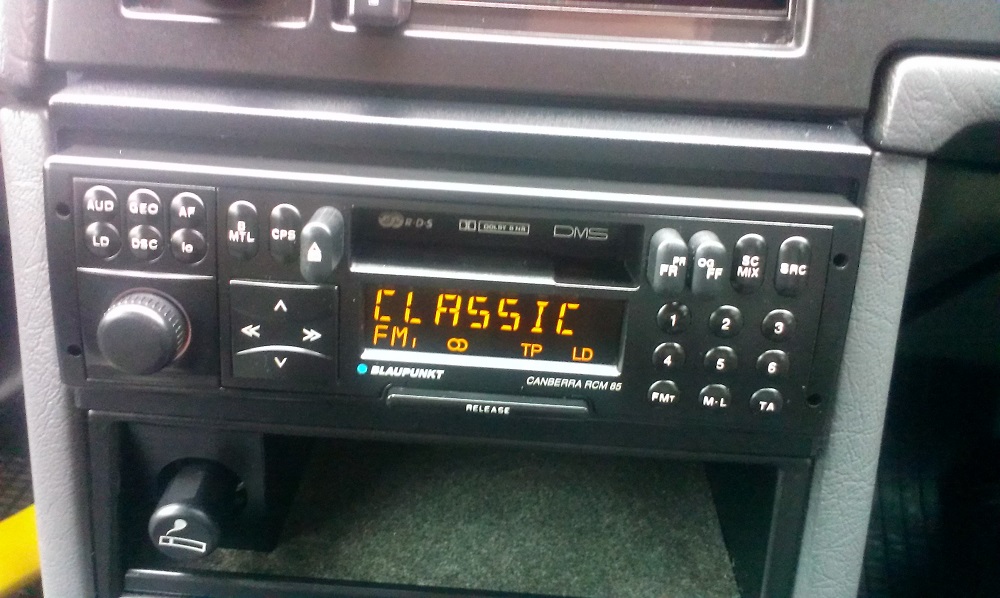 AUD GEO AF
LD DSC lo
B
MTL
CPS
R·D·S
DOLBY B NR
DMS
PR
FR
FF
SC
MIX
SRC
CLASSIC
FM1 TP LD
1 2 3
4 5 6
FMT M·L TA
BLAUPUNKT
CANBERRA RCM 85
RELEASE